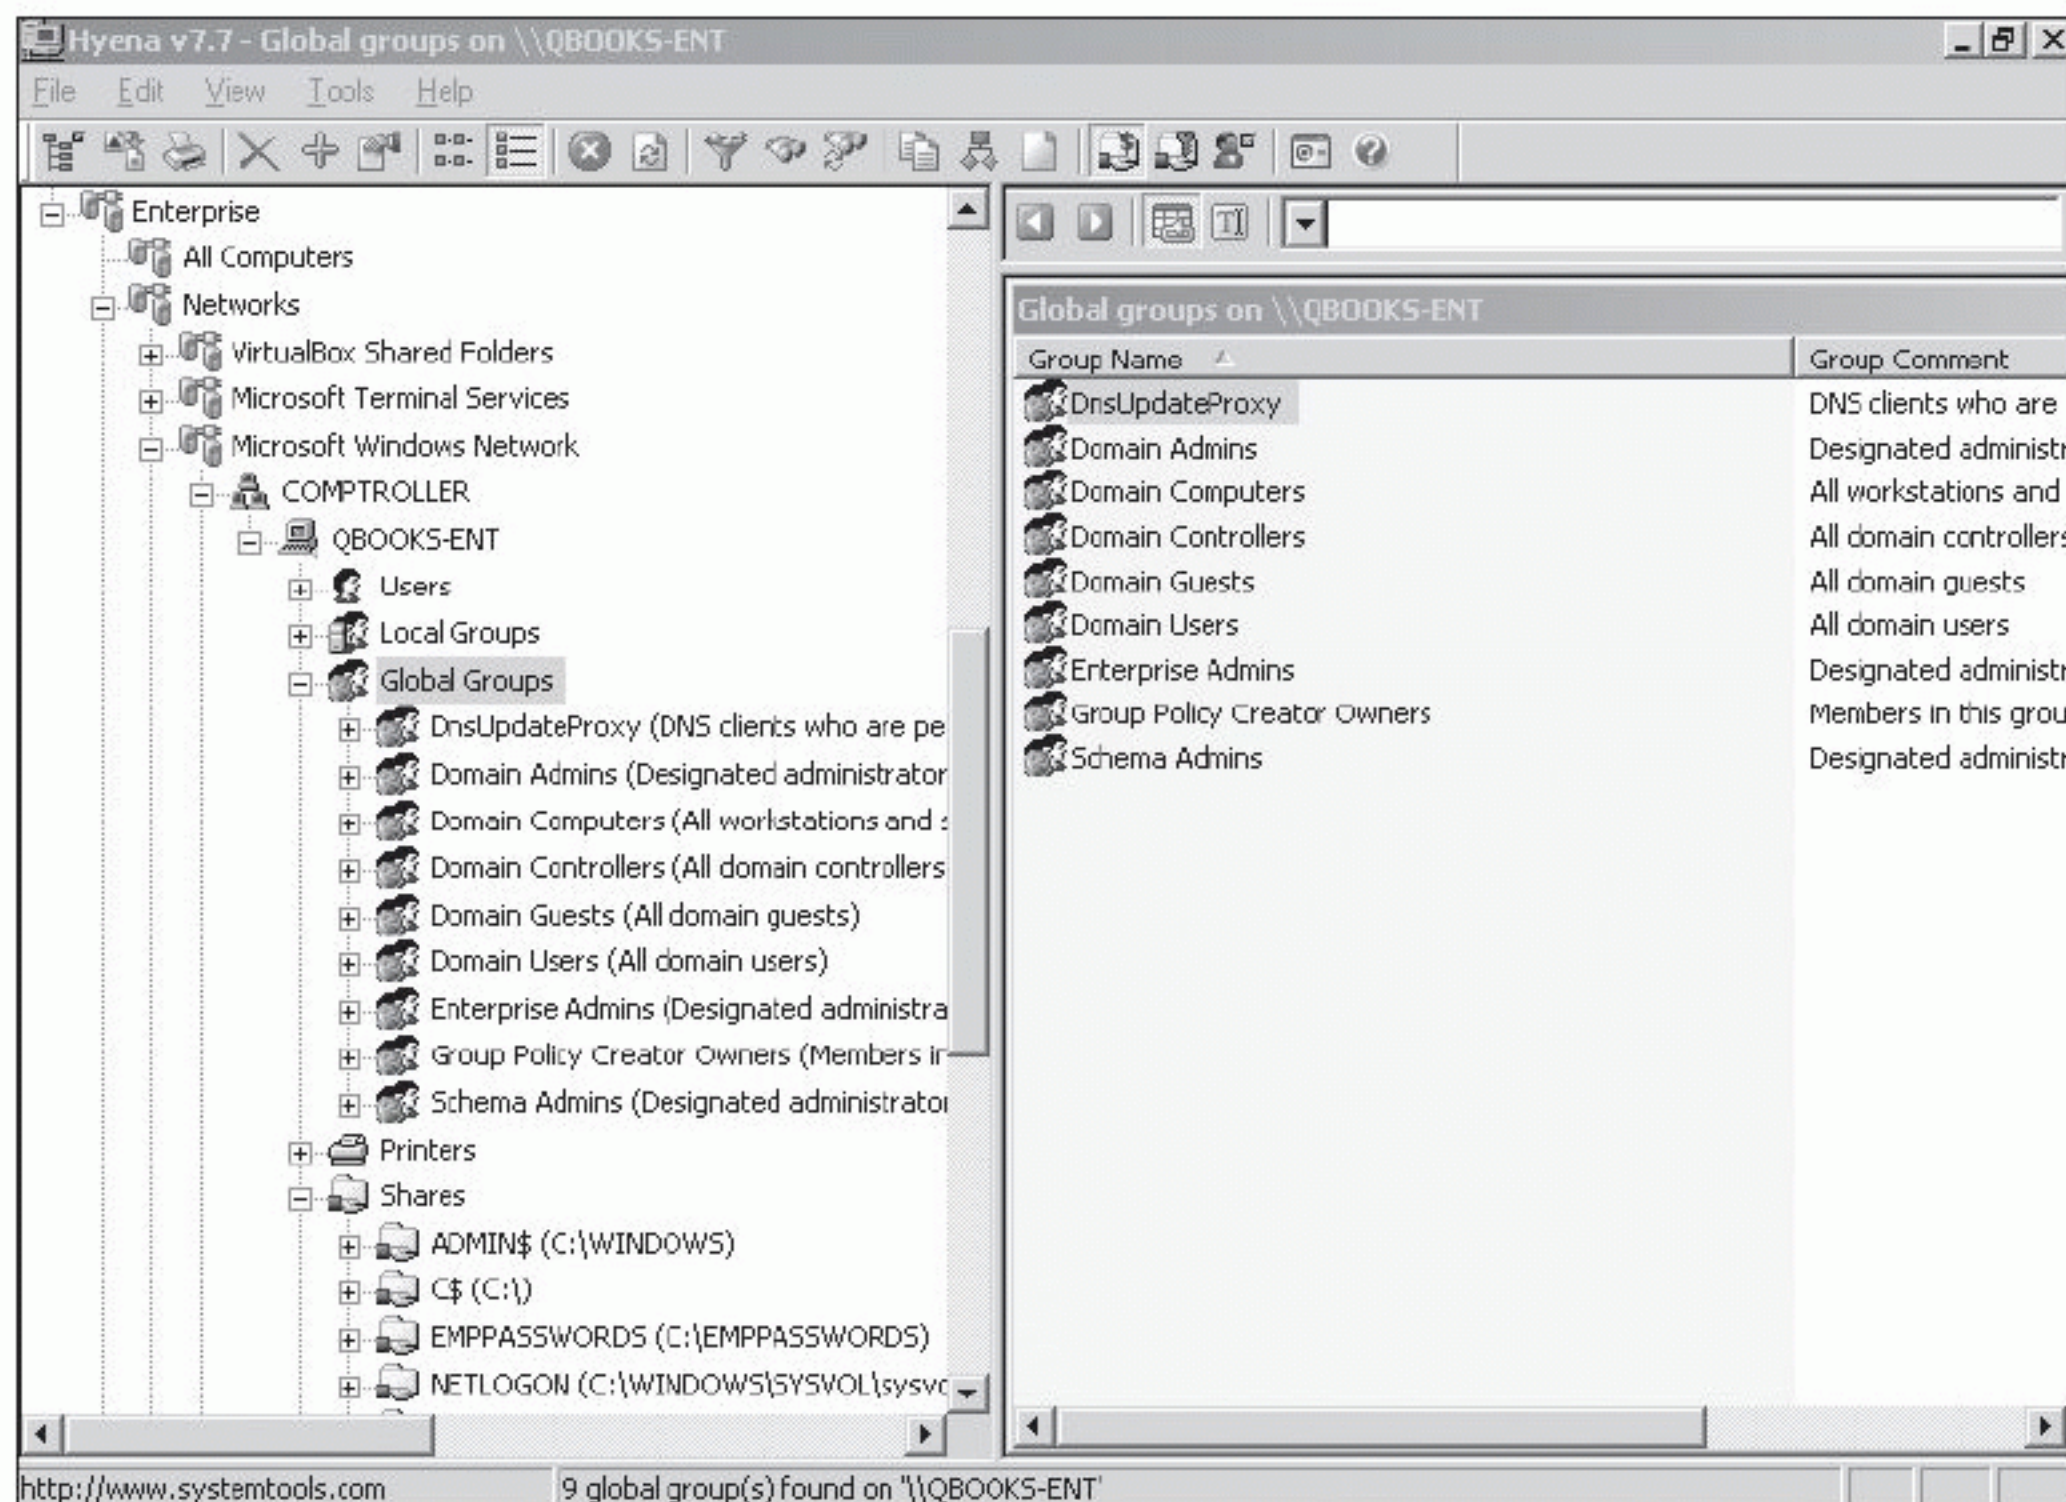 Hyena v7.7 - Global groups on \\QBOOKS-ENT
File Edit View Tools Help
Enterprise
All Computers
Networks
VirtualBox Shared Folders
Microsoft Terminal Services
Microsoft Windows Network
COMPTROLLER
QBOOKS-ENT
Users
Local Groups
Global Groups
DnsUpdateProxy (DNS clients who are pe
Domain Admins (Designated administrator
Domain Computers (All workstations and s
Domain Controllers (All domain controllers
Domain Guests (All domain guests)
Domain Users (All domain users)
Enterprise Admins (Designated administra
Group Policy Creator Owners (Members in
Schema Admins (Designated administrator
Printers
Shares
ADMIN$ (C:\WINDOWS)
C$ (C:\)
EMPPASSWORDS (C:\EMPPASSWORDS)
NETLOGON (C:\WINDOWS\SYSVOL\sysvo
Global groups on \\QBOOKS-ENT
Group Name Group Comment
DnsUpdateProxy DNS clients who are
Domain Admins Designated administr
Domain Computers All workstations and
Domain Controllers All domain controllers
Domain Guests All domain guests
Domain Users All domain users
Enterprise Admins Designated administr
Group Policy Creator Owners Members in this grou
Schema Admins Designated administr
http://www.systemtools.com 9 global group(s) found on '\\QBOOKS-ENT'